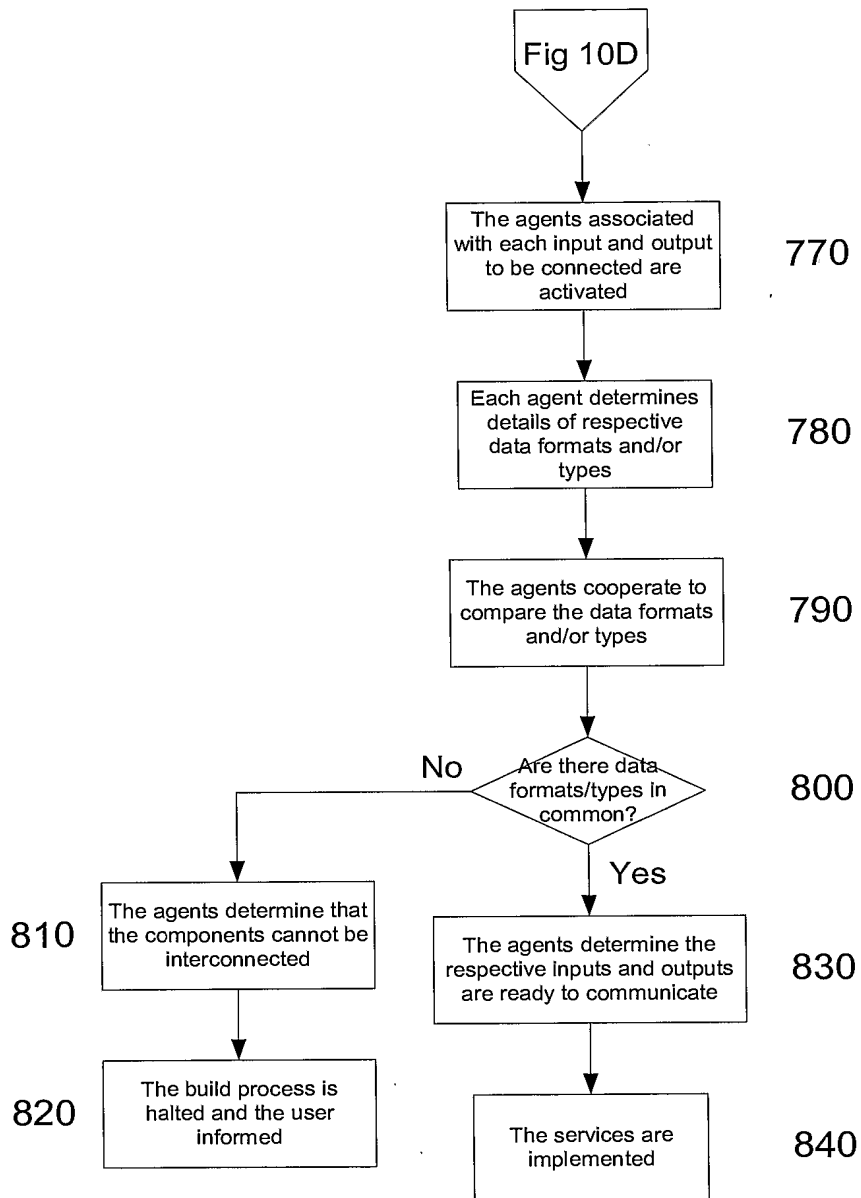 Fig 10D
The agents associated
with each input and output
to be connected are
activated
770
Each agent determines
details of respective
data formats and/or
types
780
The agents cooperate to
compare the data formats
and/or types
790
No
Are there data
formats/types in
common?
800
Yes
810
The agents determine that
the components cannot be
interconnected
The agents determine the
respective inputs and outputs
are ready to communicate
830
820
The build process is
halted and the user
informed
The services are
implemented
840